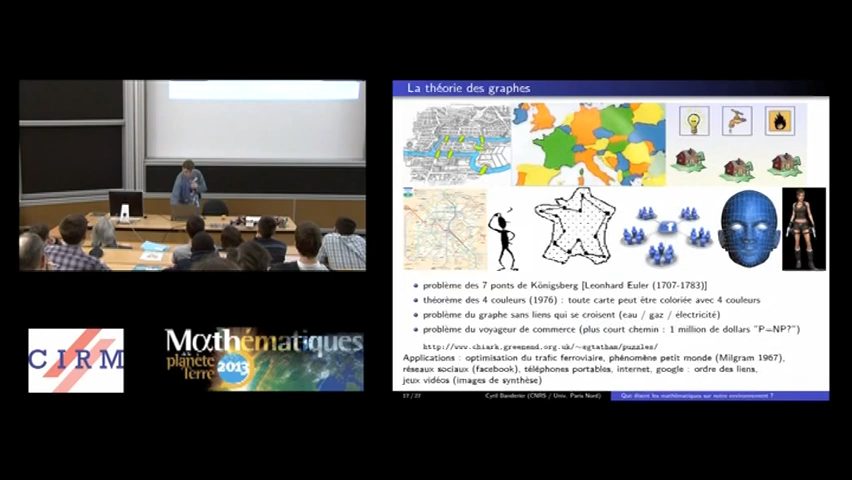 La théorie des graphes
problème des 7 ponts de Königsberg [Leonhard Euler (1707-1783)]
théorème des 4 couleurs (1976) : toute carte peut être coloriée avec 4 couleurs
problème du graphe sans liens qui se croisent (eau / gaz / électricité)
problème du voyageur de commerce (plus court chemin : 1 million de dollars "P=NP?")
http://www.chiark.greenend.org.uk/~sgtatham/puzzles/
Applications : optimisation du trafic ferroviaire, phénomène petit monde (Milgram 1967),
réseaux sociaux (facebook), téléphones portables, internet, google : ordre des liens,
jeux vidéos (images de synthèse)
17 / 27
Cyril Banderier (CNRS / Univ. Paris Nord)
Que disent les mathématiques sur notre environnement ?
CIRM
Mathématiques
planète
Terre
2013